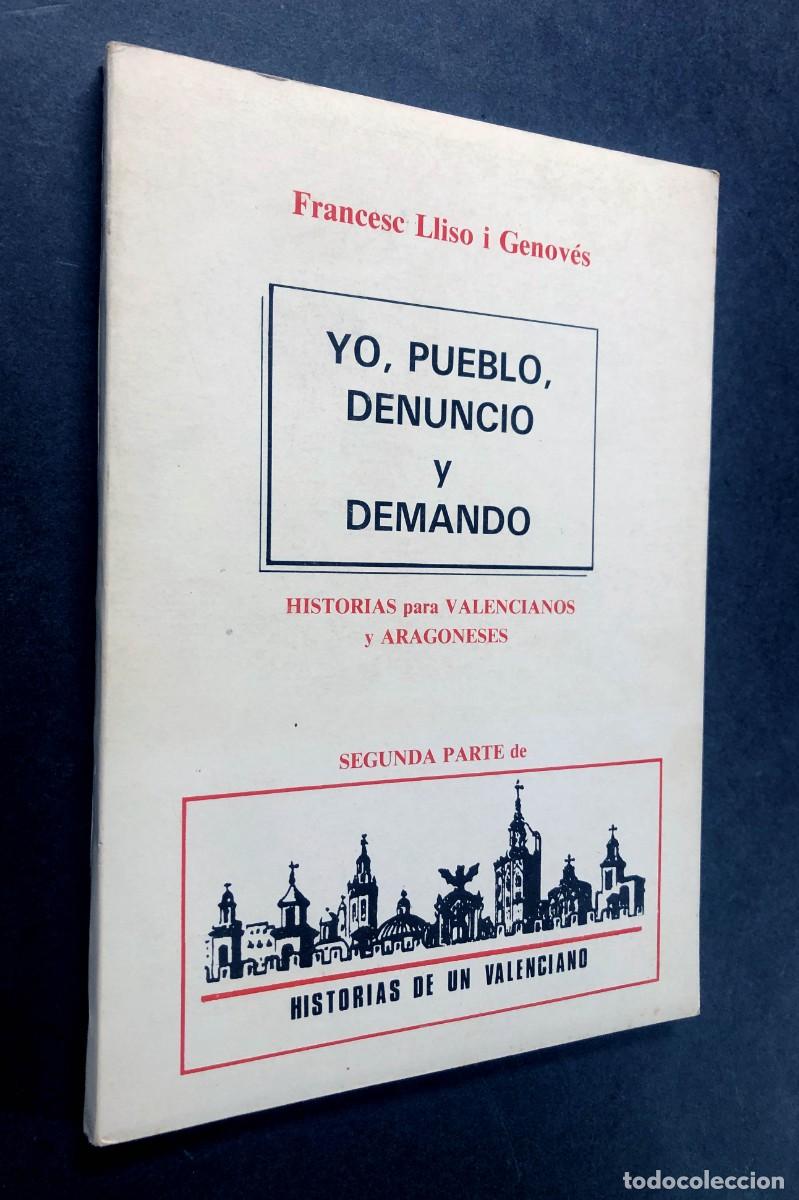 Francesc Lliso i Genovés
YO, PUEBLO,
DENUNCIO
y
DEMANDO
HISTORIAS para VALENCIANOS
y ARAGONESES
SEGUNDA PARTE de
HISTORIAS DE UN VALENCIANO
todocoleccion